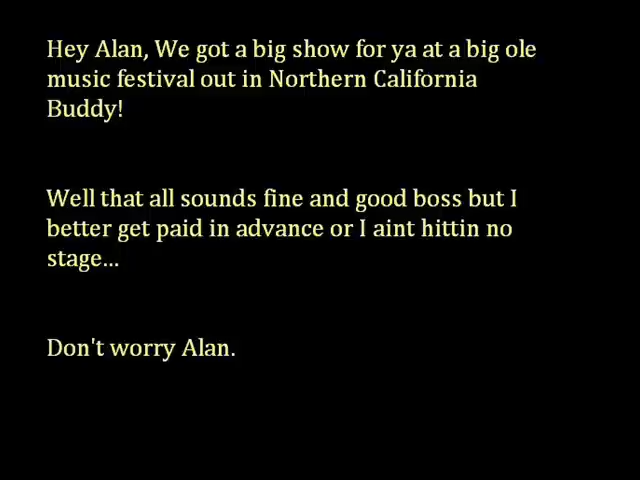 Hey Alan, We got a big show for ya at a big ole
music festival out in Northern California
Buddy!
Well that all sounds fine and good boss but I
better get paid in advance or I aint hittin no
stage...
Don't worry Alan.